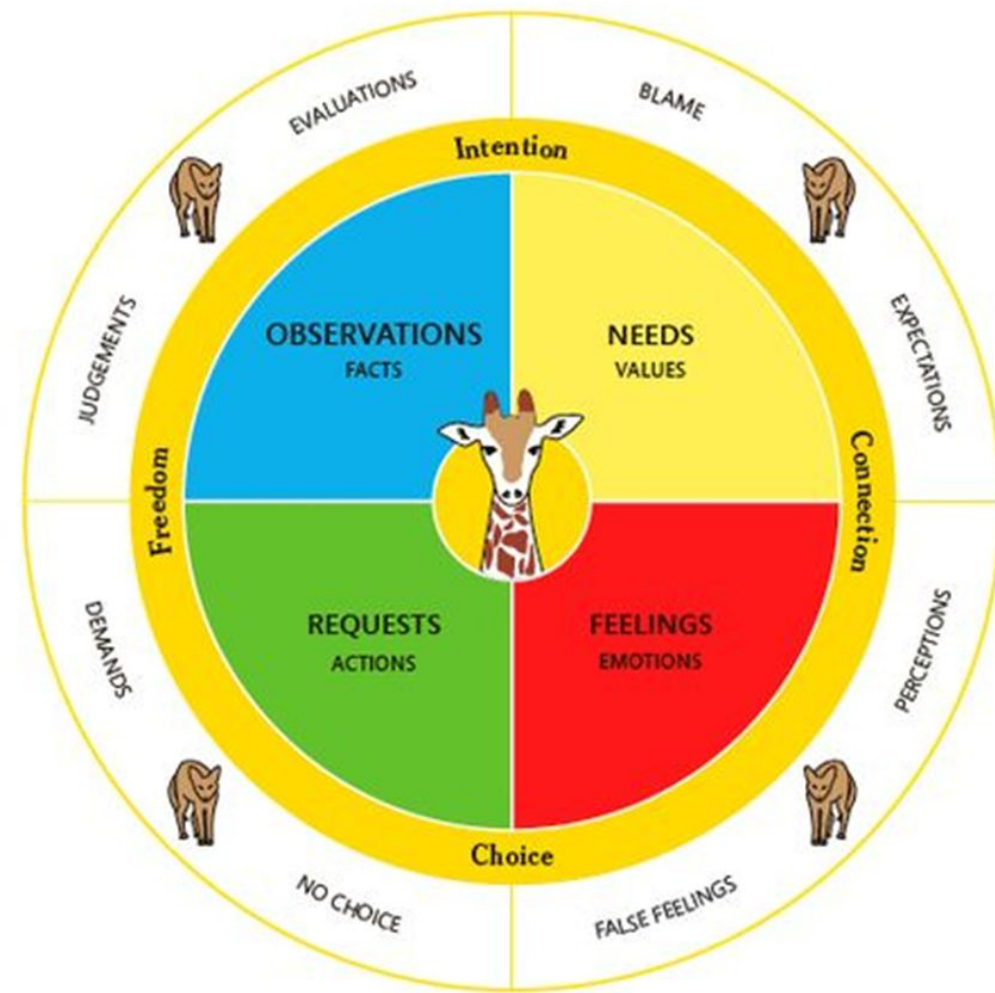 EVALUATIONS
BLAME
Intention
JUDGEMENTS
OBSERVATIONS
FACTS
NEEDS
VALUES
EXPECTATIONS
Freedom
Connection
DEMANDS
REQUESTS
ACTIONS
FEELINGS
EMOTIONS
PERCEPTIONS
Choice
NO CHOICE
FALSE FEELINGS